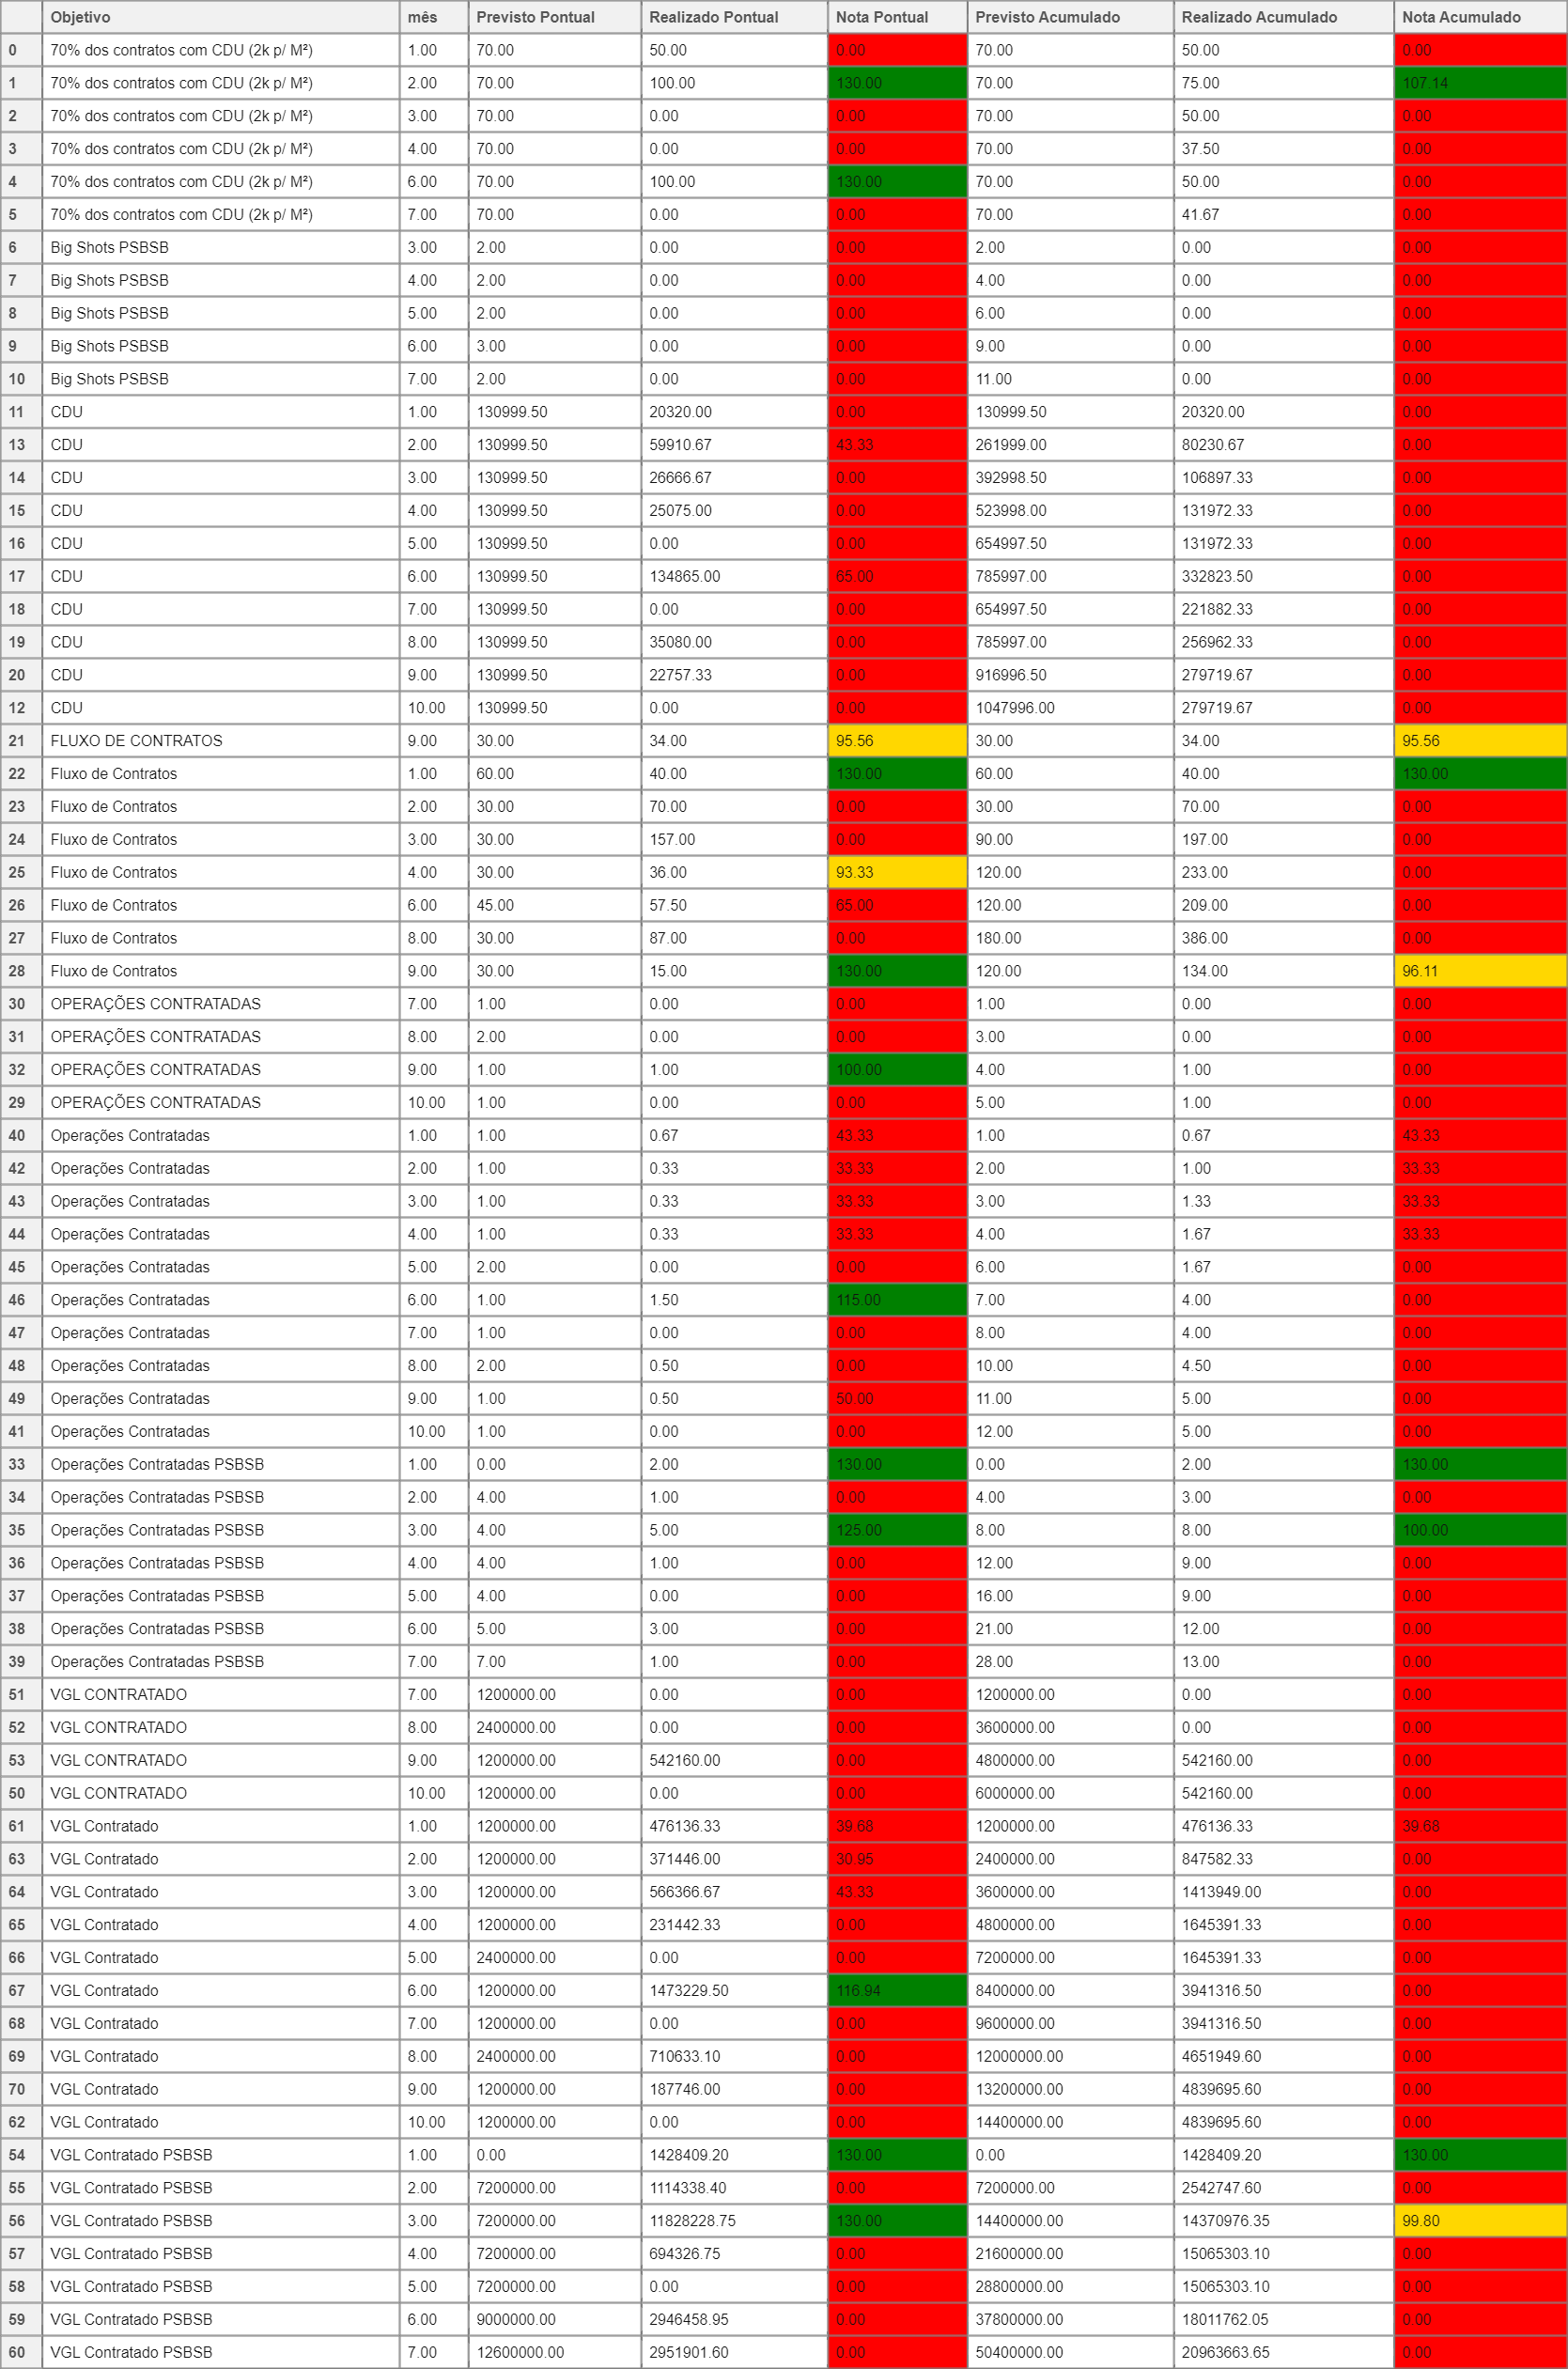 Objetivo mês Previsto Pontual Realizado Pontual Nota Pontual Previsto Acumulado Realizado Acumulado Nota Acumulado
0 70% dos contratos com CDU (2k p/ M²) 1.00 70.00 50.00 0.00 70.00 50.00 0.00
1 70% dos contratos com CDU (2k p/ M²) 2.00 70.00 100.00 130.00 70.00 75.00 107.14
2 70% dos contratos com CDU (2k p/ M²) 3.00 70.00 0.00 0.00 70.00 50.00 0.00
3 70% dos contratos com CDU (2k p/ M²) 4.00 70.00 0.00 0.00 70.00 37.50 0.00
4 70% dos contratos com CDU (2k p/ M²) 6.00 70.00 100.00 130.00 70.00 50.00 0.00
5 70% dos contratos com CDU (2k p/ M²) 7.00 70.00 0.00 0.00 70.00 41.67 0.00
6 Big Shots PSBSB 3.00 2.00 0.00 0.00 2.00 0.00 0.00
7 Big Shots PSBSB 4.00 2.00 0.00 0.00 4.00 0.00 0.00
8 Big Shots PSBSB 5.00 2.00 0.00 0.00 6.00 0.00 0.00
9 Big Shots PSBSB 6.00 3.00 0.00 0.00 9.00 0.00 0.00
10 Big Shots PSBSB 7.00 2.00 0.00 0.00 11.00 0.00 0.00
11 CDU 1.00 130999.50 20320.00 0.00 130999.50 20320.00 0.00
13 CDU 2.00 130999.50 59910.67 43.33 261999.00 80230.67 0.00
14 CDU 3.00 130999.50 26666.67 0.00 392998.50 106897.33 0.00
15 CDU 4.00 130999.50 25075.00 0.00 523998.00 131972.33 0.00
16 CDU 5.00 130999.50 0.00 0.00 654997.50 131972.33 0.00
17 CDU 6.00 130999.50 134865.00 65.00 785997.00 332823.50 0.00
18 CDU 7.00 130999.50 0.00 0.00 654997.50 221882.33 0.00
19 CDU 8.00 130999.50 35080.00 0.00 785997.00 256962.33 0.00
20 CDU 9.00 130999.50 22757.33 0.00 916996.50 279719.67 0.00
12 CDU 10.00 130999.50 0.00 0.00 1047996.00 279719.67 0.00
21 FLUXO DE CONTRATOS 9.00 30.00 34.00 95.56 30.00 34.00 95.56
22 Fluxo de Contratos 1.00 60.00 40.00 130.00 60.00 40.00 130.00
23 Fluxo de Contratos 2.00 30.00 70.00 0.00 30.00 70.00 0.00
24 Fluxo de Contratos 3.00 30.00 157.00 0.00 90.00 197.00 0.00
25 Fluxo de Contratos 4.00 30.00 36.00 93.33 120.00 233.00 0.00
26 Fluxo de Contratos 6.00 45.00 57.50 65.00 120.00 209.00 0.00
27 Fluxo de Contratos 8.00 30.00 87.00 0.00 180.00 386.00 0.00
28 Fluxo de Contratos 9.00 30.00 15.00 130.00 120.00 134.00 96.11
30 OPERAÇÕES CONTRATADAS 7.00 1.00 0.00 0.00 1.00 0.00 0.00
31 OPERAÇÕES CONTRATADAS 8.00 2.00 0.00 0.00 3.00 0.00 0.00
32 OPERAÇÕES CONTRATADAS 9.00 1.00 1.00 100.00 4.00 1.00 0.00
29 OPERAÇÕES CONTRATADAS 10.00 1.00 0.00 0.00 5.00 1.00 0.00
40 Operações Contratadas 1.00 1.00 0.67 43.33 1.00 0.67 43.33
42 Operações Contratadas 2.00 1.00 0.33 33.33 2.00 1.00 33.33
43 Operações Contratadas 3.00 1.00 0.33 33.33 3.00 1.33 33.33
44 Operações Contratadas 4.00 1.00 0.33 33.33 4.00 1.67 33.33
45 Operações Contratadas 5.00 2.00 0.00 0.00 6.00 1.67 0.00
46 Operações Contratadas 6.00 1.00 1.50 115.00 7.00 4.00 0.00
47 Operações Contratadas 7.00 1.00 0.00 0.00 8.00 4.00 0.00
48 Operações Contratadas 8.00 2.00 0.50 0.00 10.00 4.50 0.00
49 Operações Contratadas 9.00 1.00 0.50 50.00 11.00 5.00 0.00
41 Operações Contratadas 10.00 1.00 0.00 0.00 12.00 5.00 0.00
33 Operações Contratadas PSBSB 1.00 0.00 2.00 130.00 0.00 2.00 130.00
34 Operações Contratadas PSBSB 2.00 4.00 1.00 0.00 4.00 3.00 0.00
35 Operações Contratadas PSBSB 3.00 4.00 5.00 125.00 8.00 8.00 100.00
36 Operações Contratadas PSBSB 4.00 4.00 1.00 0.00 12.00 9.00 0.00
37 Operações Contratadas PSBSB 5.00 4.00 0.00 0.00 16.00 9.00 0.00
38 Operações Contratadas PSBSB 6.00 5.00 3.00 0.00 21.00 12.00 0.00
39 Operações Contratadas PSBSB 7.00 7.00 1.00 0.00 28.00 13.00 0.00
51 VGL CONTRATADO 7.00 1200000.00 0.00 0.00 1200000.00 0.00 0.00
52 VGL CONTRATADO 8.00 2400000.00 0.00 0.00 3600000.00 0.00 0.00
53 VGL CONTRATADO 9.00 1200000.00 542160.00 0.00 4800000.00 542160.00 0.00
50 VGL CONTRATADO 10.00 1200000.00 0.00 0.00 6000000.00 542160.00 0.00
61 VGL Contratado 1.00 1200000.00 476136.33 39.68 1200000.00 476136.33 39.68
63 VGL Contratado 2.00 1200000.00 371446.00 30.95 2400000.00 847582.33 0.00
64 VGL Contratado 3.00 1200000.00 566366.67 43.33 3600000.00 1413949.00 0.00
65 VGL Contratado 4.00 1200000.00 231442.33 0.00 4800000.00 1645391.33 0.00
66 VGL Contratado 5.00 2400000.00 0.00 0.00 7200000.00 1645391.33 0.00
67 VGL Contratado 6.00 1200000.00 1473229.50 116.94 8400000.00 3941316.50 0.00
68 VGL Contratado 7.00 1200000.00 0.00 0.00 9600000.00 3941316.50 0.00
69 VGL Contratado 8.00 2400000.00 710633.10 0.00 12000000.00 4651949.60 0.00
70 VGL Contratado 9.00 1200000.00 187746.00 0.00 13200000.00 4839695.60 0.00
62 VGL Contratado 10.00 1200000.00 0.00 0.00 14400000.00 4839695.60 0.00
54 VGL Contratado PSBSB 1.00 0.00 1428409.20 130.00 0.00 1428409.20 130.00
55 VGL Contratado PSBSB 2.00 7200000.00 1114338.40 0.00 7200000.00 2542747.60 0.00
56 VGL Contratado PSBSB 3.00 7200000.00 11828228.75 130.00 14400000.00 14370976.35 99.80
57 VGL Contratado PSBSB 4.00 7200000.00 694326.75 0.00 21600000.00 15065303.10 0.00
58 VGL Contratado PSBSB 5.00 7200000.00 0.00 0.00 28800000.00 15065303.10 0.00
59 VGL Contratado PSBSB 6.00 9000000.00 2946458.95 0.00 37800000.00 18011762.05 0.00
60 VGL Contratado PSBSB 7.00 12600000.00 2951901.60 0.00 50400000.00 20963663.65 0.00